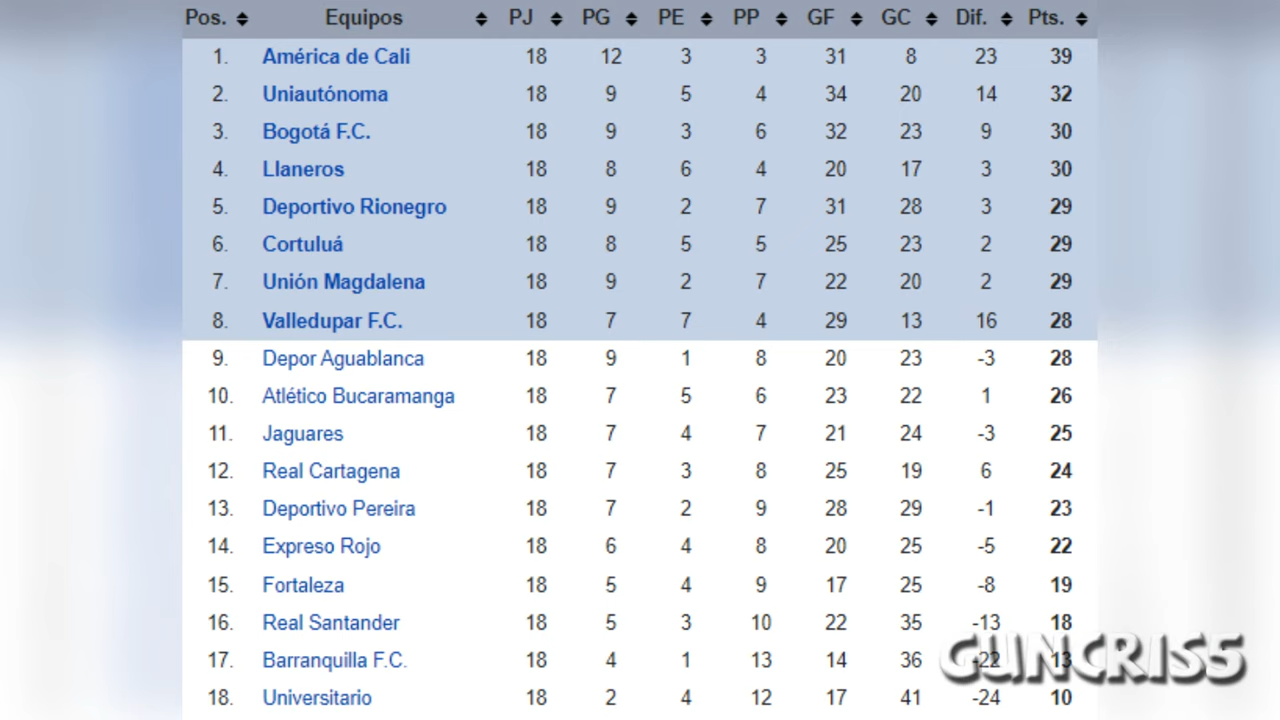 Pos. Equipos PJ PG PE PP GF GC Dif. Pts.
1. América de Cali 18 12 3 3 31 8 23 39
2. Uniautónoma 18 9 5 4 34 20 14 32
3. Bogotá F.C. 18 9 3 6 32 23 9 30
4. Llaneros 18 8 6 4 20 17 3 30
5. Deportivo Rionegro 18 9 2 7 31 28 3 29
6. Cortuluá 18 8 5 5 25 23 2 29
7. Unión Magdalena 18 9 2 7 22 20 2 29
8. Valledupar F.C. 18 7 7 4 29 13 16 28
9. Depor Aguablanca 18 9 1 8 20 23 -3 28
10. Atlético Bucaramanga 18 7 5 6 23 22 1 26
11. Jaguares 18 7 4 7 21 24 -3 25
12. Real Cartagena 18 7 3 8 25 19 6 24
13. Deportivo Pereira 18 7 2 9 28 29 -1 23
14. Expreso Rojo 18 6 4 8 20 25 -5 22
15. Fortaleza 18 5 4 9 17 25 -8 19
16. Real Santander 18 5 3 10 22 35 -13 18
17. Barranquilla F.C. 18 4 1 13 14 36 -22 13
18. Universitario 18 2 4 12 17 41 -24 10
GUNCRIS5